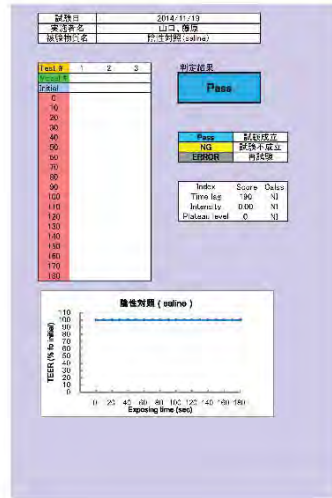 試験日 2014/11/19
実施者名 山口、藤原
被験物質名 陰性対照(saline)
Test # 1 2 3
Vessel #
Initial
0
10
20
30
40
50
60
70
80
90
100
110
120
130
140
150
160
170
180
判定結果
Pass
Pass 試験成立
NG 試験不成立
ERROR 再試験
Index Score Calss
Time lag 190 NI
Intensity 0.00 NI
Plateau level 0 NI
陰性対照 ( saline )
TEER (% to initial)
110
100
90
80
70
60
50
40
30
20
10
0
0 20 40 60 80 100 120 140 160 180
Exposing time (sec)